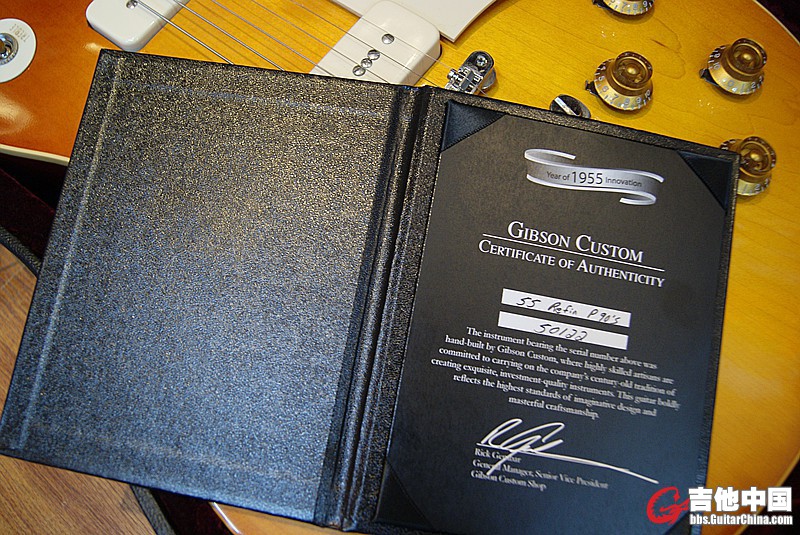 Year of 1955 Innovation
GIBSON CUSTOM
CERTIFICATE OF AUTHENTICITY
55 Refin P90's
50122
The instrument bearing the serial number above was
hand-built by Gibson Custom, where highly skilled artisans are
committed to carrying on the company's century-old tradition of
creating exquisite, investment-quality instruments. This guitar boldly
reflects the highest standards of imaginative design and
masterful craftsmanship.
Rick Gembar
General Manager, Senior Vice President
Gibson Custom Shop
吉他中国
bbs.GuitarChina.com